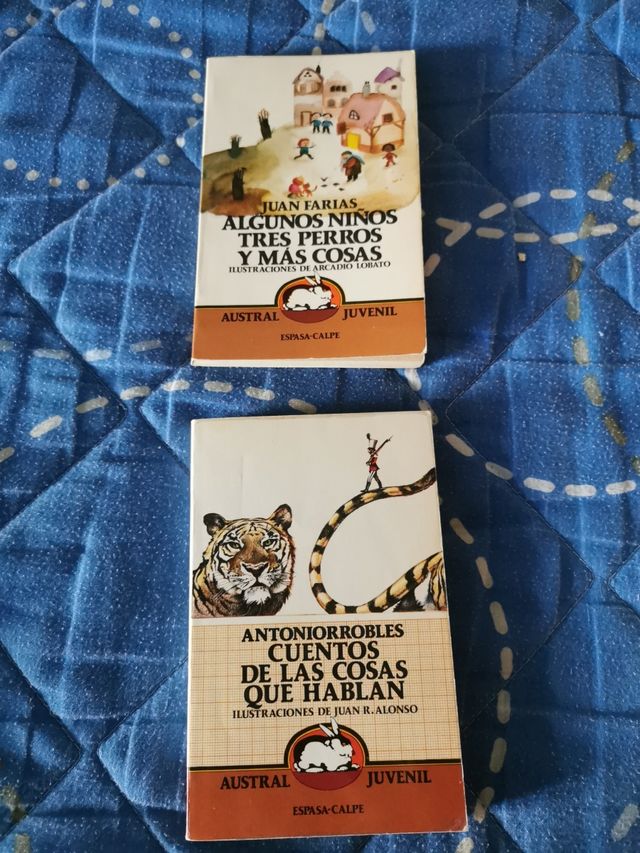 JUAN FARIAS
ALGUNOS NIÑOS
TRES PERROS
Y MÁS COSAS
ILUSTRACIONES DE ARCADIO LOBATO
AUSTRAL JUVENIL
ESPASA-CALPE
ANTONIORROBLES
CUENTOS
DE LAS COSAS
QUE HABLAN
ILUSTRACIONES DE JUAN R. ALONSO
AUSTRAL JUVENIL
ESPASA-CALPE